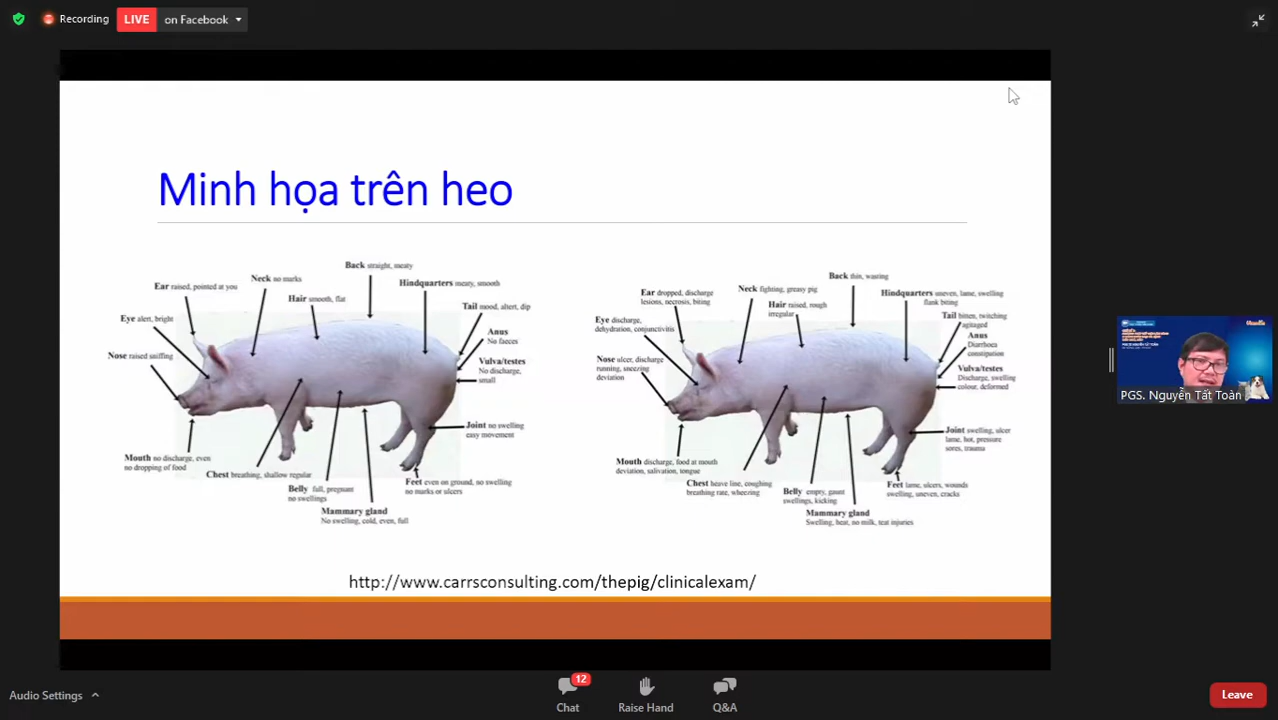 Recording
LIVE
on Facebook
Minh họa trên heo
Back straight, meaty
Neck no marks
Hindquarters meaty, smooth
Ear raised, pointed at you
Hair smooth, flat
Tail mood, altert, dip
Eye alert, bright
Anus
No faeces
Nose raised sniffing
Vulva/testes
No discharge,
small
Joint no swelling
easy movement
Mouth no discharge, even
no dropping of food
Chest breathing, shallow regular
Belly full, pregnant
no swellings
Feet even on ground, no swelling
no marks or ulcers
Mammary gland
No swelling, cold, even, full
Back thin, wasting
Neck fighting, greasy pig
Hindquarters uneven, lame, swelling
flank biting
Ear dropped, discharge
lesions, necrosis, biting
Hair raised, rough
irregular
Tail bitten, twitching
agitaged
Eye discharge,
dehydration, conjunctivitis
Anus
Diarrhoea
constipation
Nose ulcer, discharge
running, sneezing
deviation
Vulva/testes
Discharge, swelling
colour, deformed
Joint swelling, ulcer
lame, hot, pressure
sores, trauma
Mouth discharge, food at mouth
deviation, salivation, tongue
Chest heave line, coughing
breathing rate, wheezing
Belly empty, gaunt
swellings, kicking
Feet lame, ulcers, wounds
swelling, uneven, cracks
Mammary gland
Swelling, heat, no milk, teat injuries
http://www.carrsconsulting.com/thepig/clinicalexam/
PGS. Nguyễn Tất Toàn
Audio Settings
12
Chat
Raise Hand
Q&A
Leave